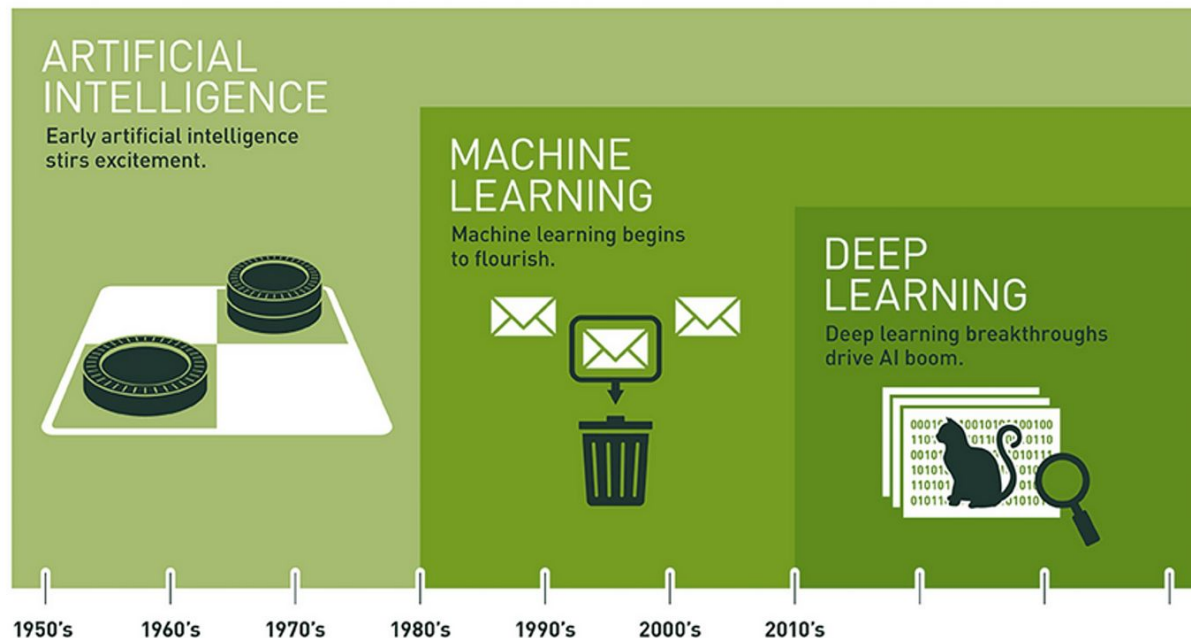 ARTIFICIAL
INTELLIGENCE
Early artificial intelligence
stirs excitement.
MACHINE
LEARNING
Machine learning begins
to flourish.
DEEP
LEARNING
Deep learning breakthroughs
drive AI boom.
1950's 1960's 1970's 1980's 1990's 2000's 2010's